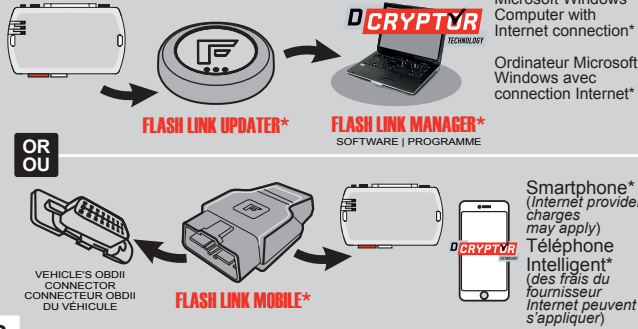 Microsoft Windows
Computer with
Internet connection*
Ordinateur Microsoft
Windows avec
connection Internet*
DCRYPTOR
TECHNOLOGY
FLASH LINK UPDATER*
FLASH LINK MANAGER*
SOFTWARE | PROGRAMME
OR
OU
VEHICLE'S OBDII
CONNECTOR
CONNECTEUR OBDII
DU VÉHICULE
FLASH LINK MOBILE*
DCRYPTOR
TECHNOLOGY
Smartphone*
(Internet provider
charges
may apply)
Téléphone
Intelligent*
(des frais du
fournisseur
Internet peuvent
s'appliquer)